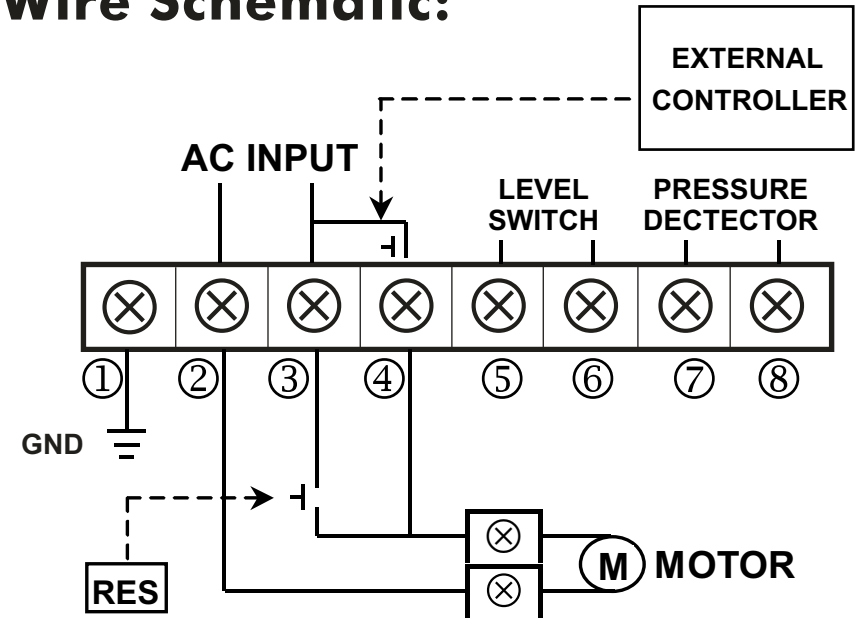 Wire Schematic:
EXTERNAL
CONTROLLER
AC INPUT
LEVEL
SWITCH
PRESSURE
DECTECTOR
① ② ③ ④ ⑤ ⑥ ⑦ ⑧
GND
RES
M MOTOR